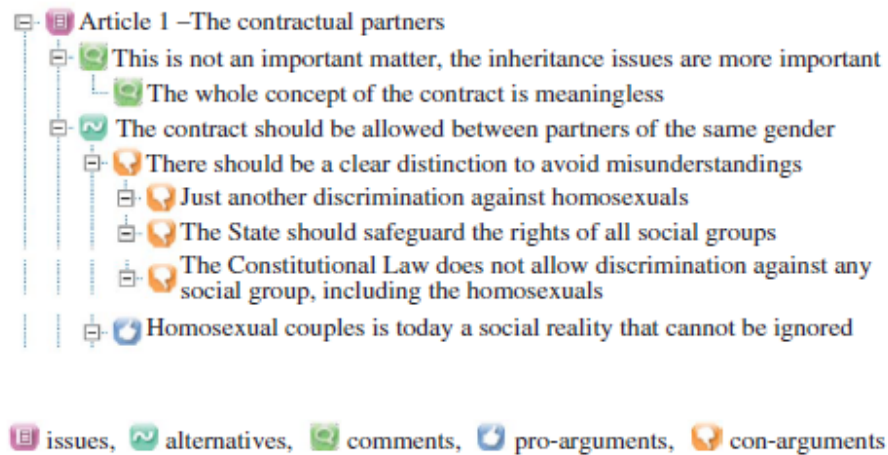 Article 1 –The contractual partners
This is not an important matter, the inheritance issues are more important
The whole concept of the contract is meaningless
The contract should be allowed between partners of the same gender
There should be a clear distinction to avoid misunderstandings
Just another discrimination against homosexuals
The State should safeguard the rights of all social groups
The Constitutional Law does not allow discrimination against any
social group, including the homosexuals
Homosexual couples is today a social reality that cannot be ignored
issues, alternatives, comments, pro-arguments, con-arguments